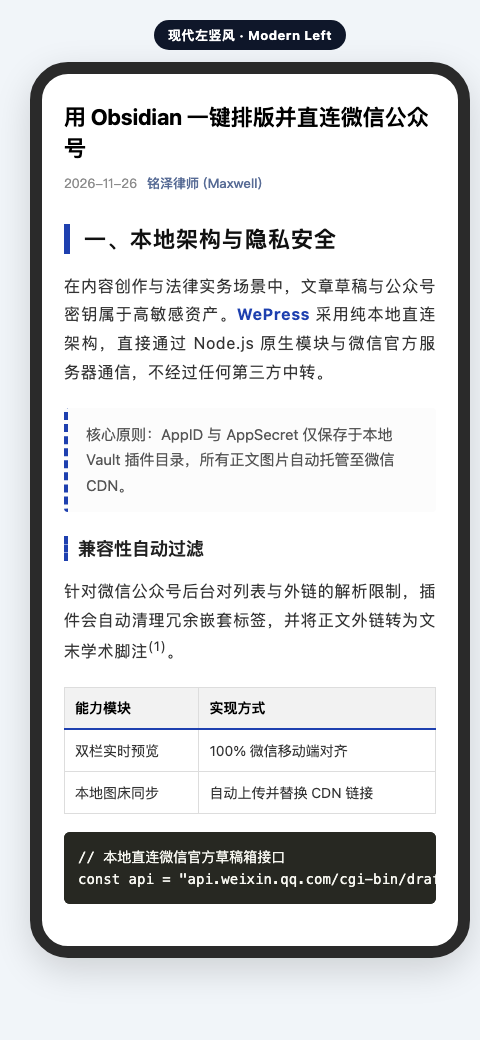 现代左竖风 · Modern Left
用 Obsidian 一键排版并直连微信公众
号
2026-11-26 铭泽律师 (Maxwell)
一、本地架构与隐私安全
在内容创作与法律实务场景中，文章草稿与公众号
密钥属于高敏感资产。WePress 采用纯本地直连
架构，直接通过 Node.js 原生模块与微信官方服
务器通信，不经过任何第三方中转。
核心原则：AppID 与 AppSecret 仅保存于本地
Vault 插件目录，所有正文图片自动托管至微信
CDN。
兼容性自动过滤
针对微信公众号后台对列表与外链的解析限制，插
件会自动清理冗余嵌套标签，并将正文外链转为文
末学术脚注(1)。
能力模块 实现方式
双栏实时预览 100% 微信移动端对齐
本地图床同步 自动上传并替换 CDN 链接
// 本地直连微信官方草稿箱接口
const api = "api.weixin.qq.com/cgi-bin/draf